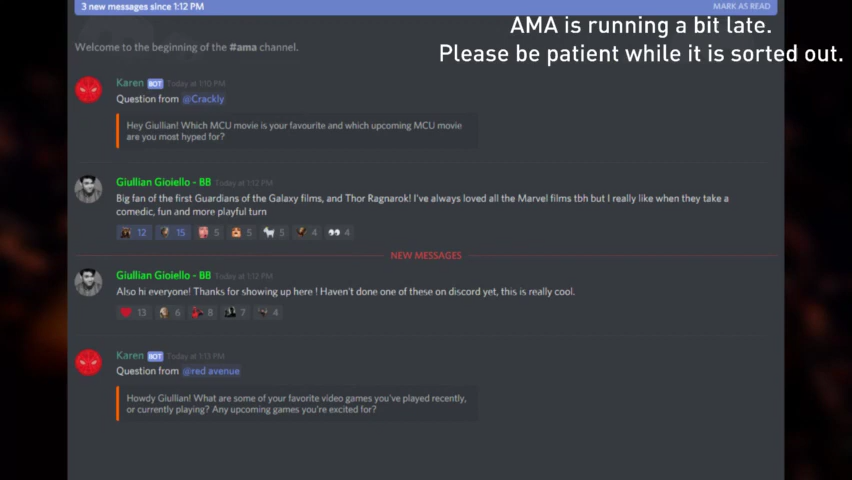 3 new messages since 1:12 PM
MARK AS READ
AMA is running a bit late.
Please be patient while it is sorted out.
Welcome to the beginning of the #ama channel.
Karen BOT Today at 1:10 PM
Question from @Crackly
Hey Giullian! Which MCU movie is your favourite and which upcoming MCU movie
are you most hyped for?
Giullian Gioiello - BB Today at 1:12 PM
Big fan of the first Guardians of the Galaxy films, and Thor Ragnarok! I've always loved all the Marvel films tbh but I really like when they take a
comedic, fun and more playful turn
12 15 5 5 5 4 4
NEW MESSAGES
Giullian Gioiello - BB Today at 1:12 PM
Also hi everyone! Thanks for showing up here ! Haven't done one of these on discord yet, this is really cool.
13 6 8 7 4
Karen BOT Today at 1:13 PM
Question from @red avenue
Howdy Giullian! What are some of your favorite video games you've played recently,
or currently playing? Any upcoming games you're excited for?